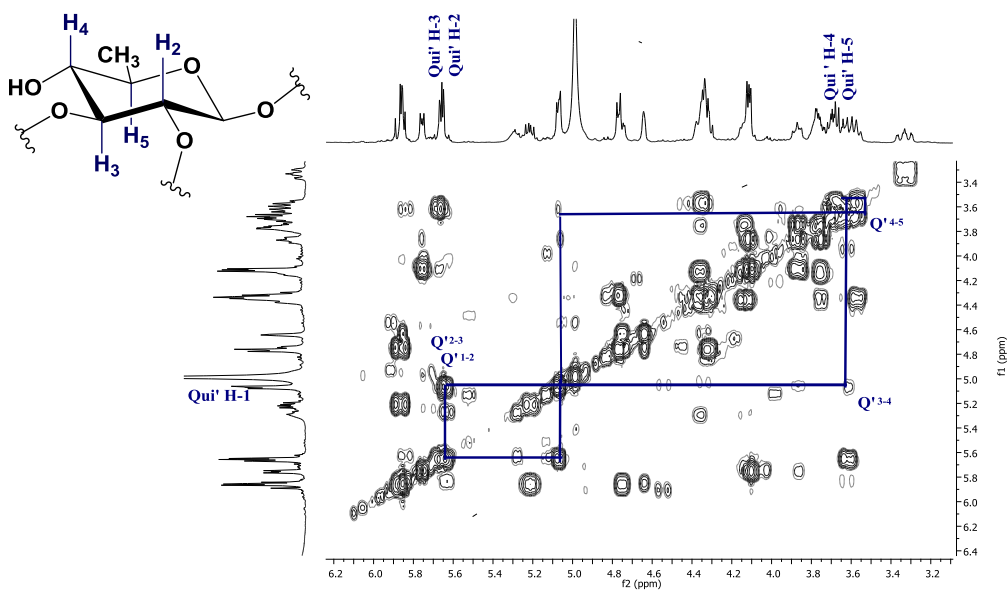 H4
H2
CH3
O
HO
O
O
H5
O
H3
Qui' H-3
Qui' H-2
Qui' H-4
Qui' H-5
Q'4-5
Q'2-3
Q'1-2
Qui' H-1
Q'3-4
3.4
3.6
3.8
4.0
4.2
4.4
4.6
4.8
5.0
5.2
5.4
5.6
5.8
6.0
6.2
6.4
f1 (ppm)
6.2 6.0 5.8 5.6 5.4 5.2 5.0 4.8 4.6 4.4 4.2 4.0 3.8 3.6 3.4 3.2
f2 (ppm)